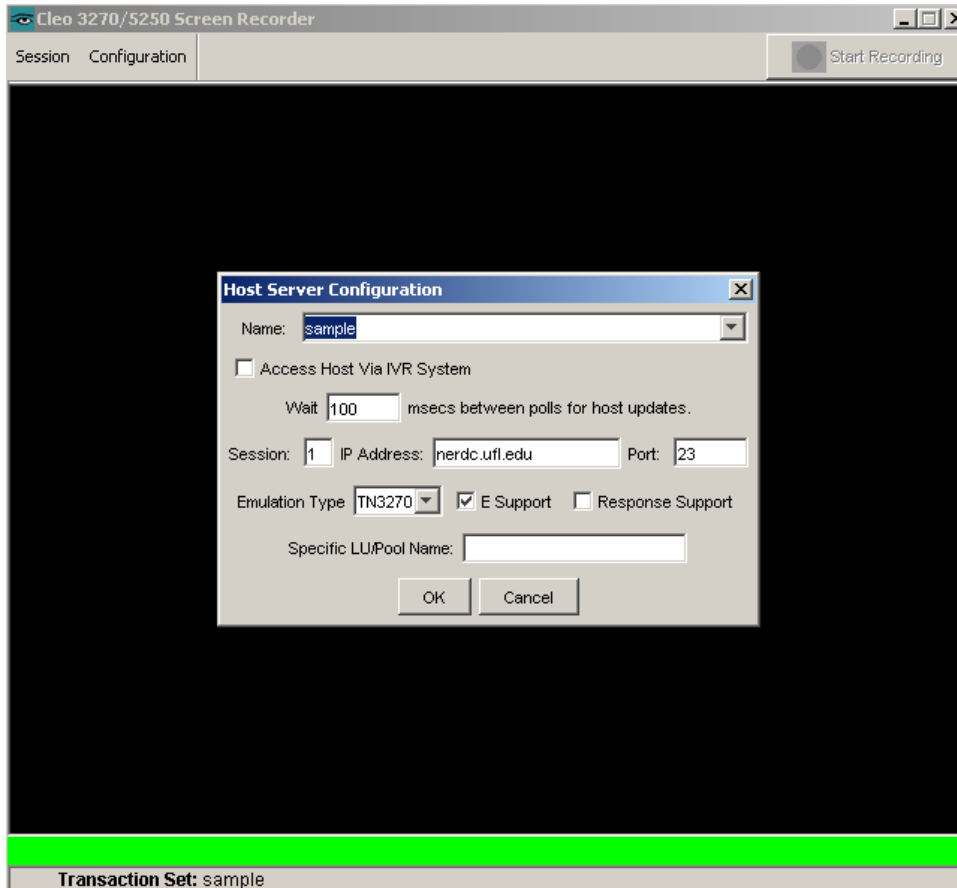 Cleo 3270/5250 Screen Recorder
Session Configuration Start Recording
Host Server Configuration
Name: sample
Access Host Via IVR System
Wait 100 msecs between polls for host updates.
Session: 1 IP Address: nerdc.ufl.edu Port: 23
Emulation Type TN3270 E Support Response Support
Specific LU/Pool Name:
OK Cancel
Transaction Set: sample